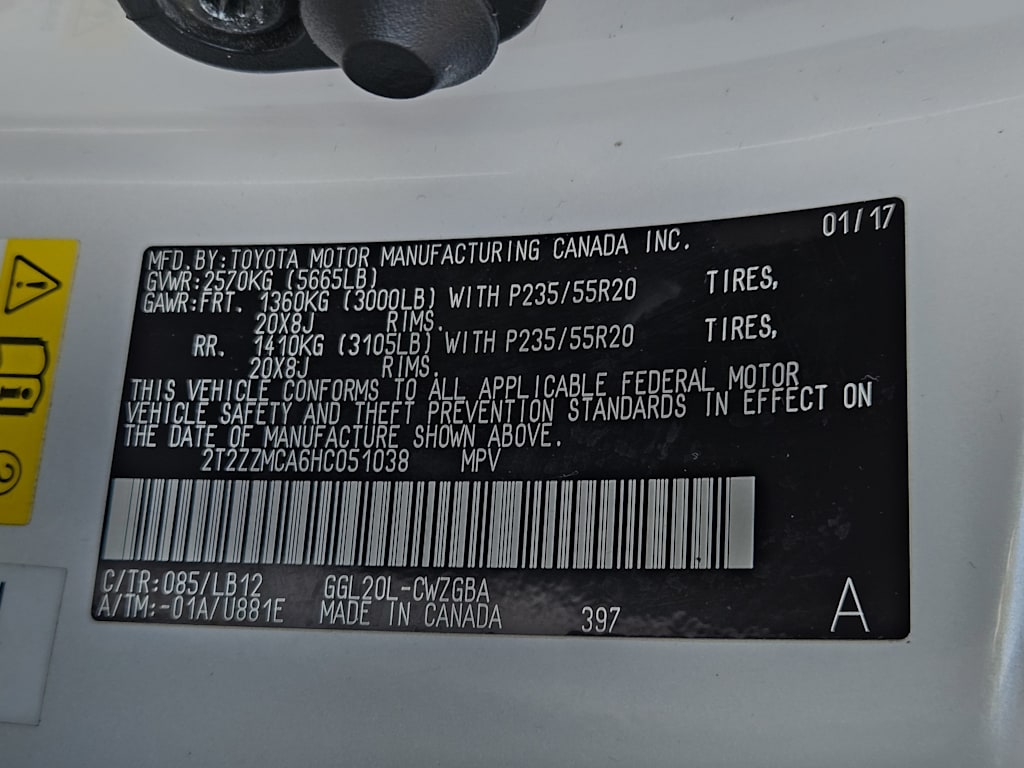 01/17
MFD.BY:TOYOTA MOTOR MANUFACTURING CANADA INC.
GVWR:2570KG (5665LB)
GAWR:FRT. 1360KG (3000LB) WITH P235/55R20 TIRES,
20X8J RIMS.
RR. 1410KG (3105LB) WITH P235/55R20 TIRES,
20X8J RIMS.
THIS VEHICLE CONFORMS TO ALL APPLICABLE FEDERAL MOTOR
VEHICLE SAFETY AND THEFT PREVENTION STANDARDS IN EFFECT ON
THE DATE OF MANUFACTURE SHOWN ABOVE.
2T2ZZMCA6HC051038 MPV
C/TR:085/LB12 GGL20L-CWZGBA
A/TM:-01A/U881E MADE IN CANADA 397 A